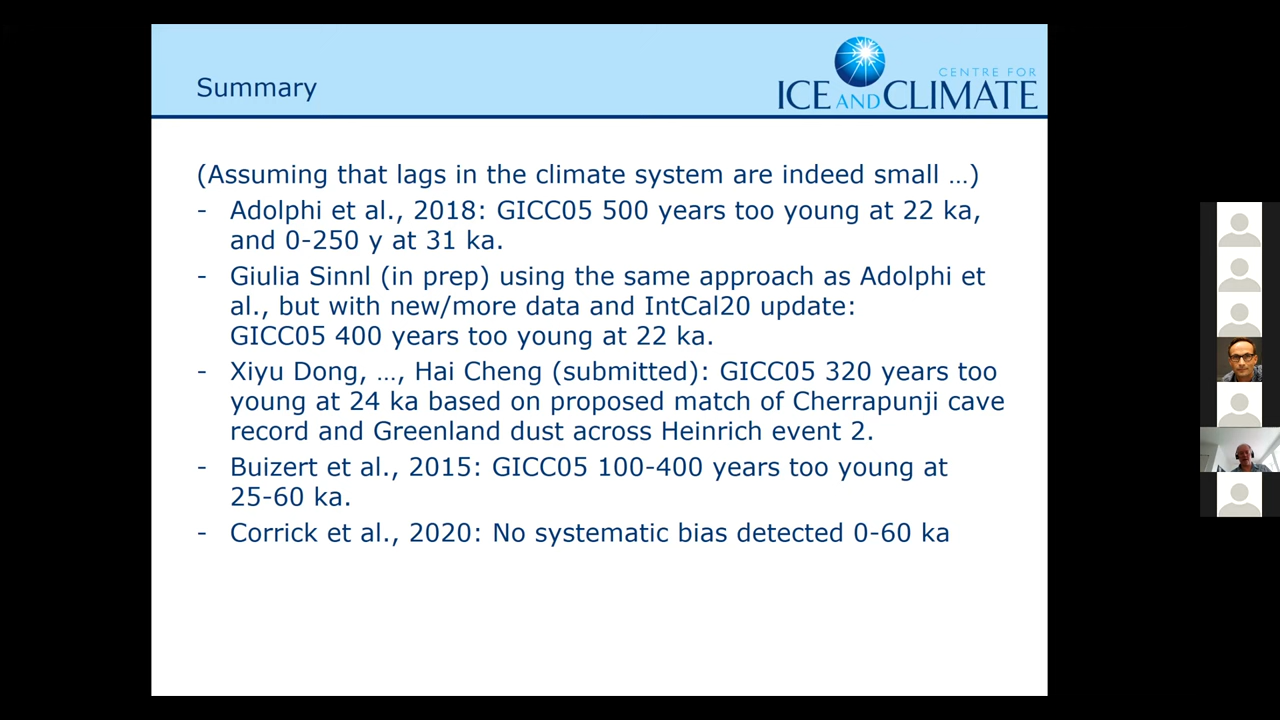 Summary
CENTRE FOR
ICE AND CLIMATE
(Assuming that lags in the climate system are indeed small …)
- Adolphi et al., 2018: GICC05 500 years too young at 22 ka,
and 0-250 y at 31 ka.
- Giulia Sinnl (in prep) using the same approach as Adolphi et
al., but with new/more data and IntCal20 update:
GICC05 400 years too young at 22 ka.
- Xiyu Dong, …, Hai Cheng (submitted): GICC05 320 years too
young at 24 ka based on proposed match of Cherrapunji cave
record and Greenland dust across Heinrich event 2.
- Buizert et al., 2015: GICC05 100-400 years too young at
25-60 ka.
- Corrick et al., 2020: No systematic bias detected 0-60 ka